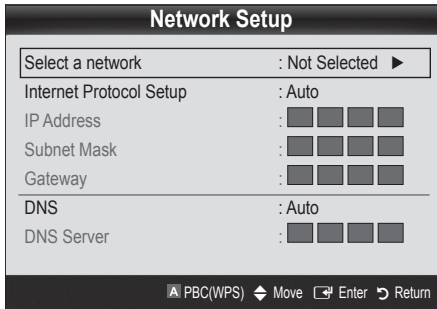 Network Setup
Select a network : Not Selected ▶
Internet Protocol Setup : Auto
IP Address :
Subnet Mask :
Gateway :
DNS : Auto
DNS Server :
A PBC(WPS) Move Enter Return